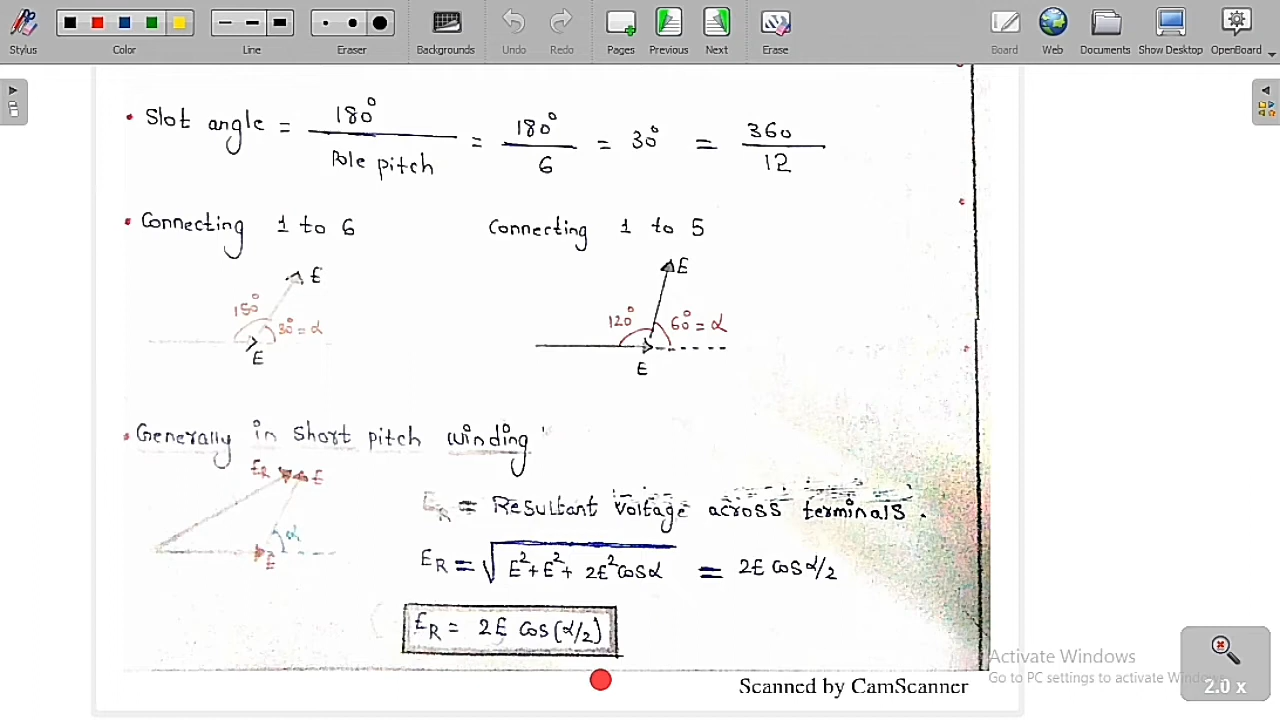 Stylus Color Line Eraser Backgrounds Undo Redo Pages Previous Next Erase Board Web Documents Show Desktop OpenBoard
• Slot angle = 180° / Pole pitch = 180° / 6 = 30° = 360 / 12
• Connecting 1 to 6 Connecting 1 to 5
E E
150° 30° = α 120° 60° = α
E E
• Generally in short pitch winding
E_R E
α
E
E_R = Resultant voltage across terminals.
E_R = √E² + E² + 2E² cos α = 2E cos α/2
E_R = 2E cos (α/2)
Activate Windows
Go to PC settings to activate Windows
Scanned by CamScanner
2.0 x